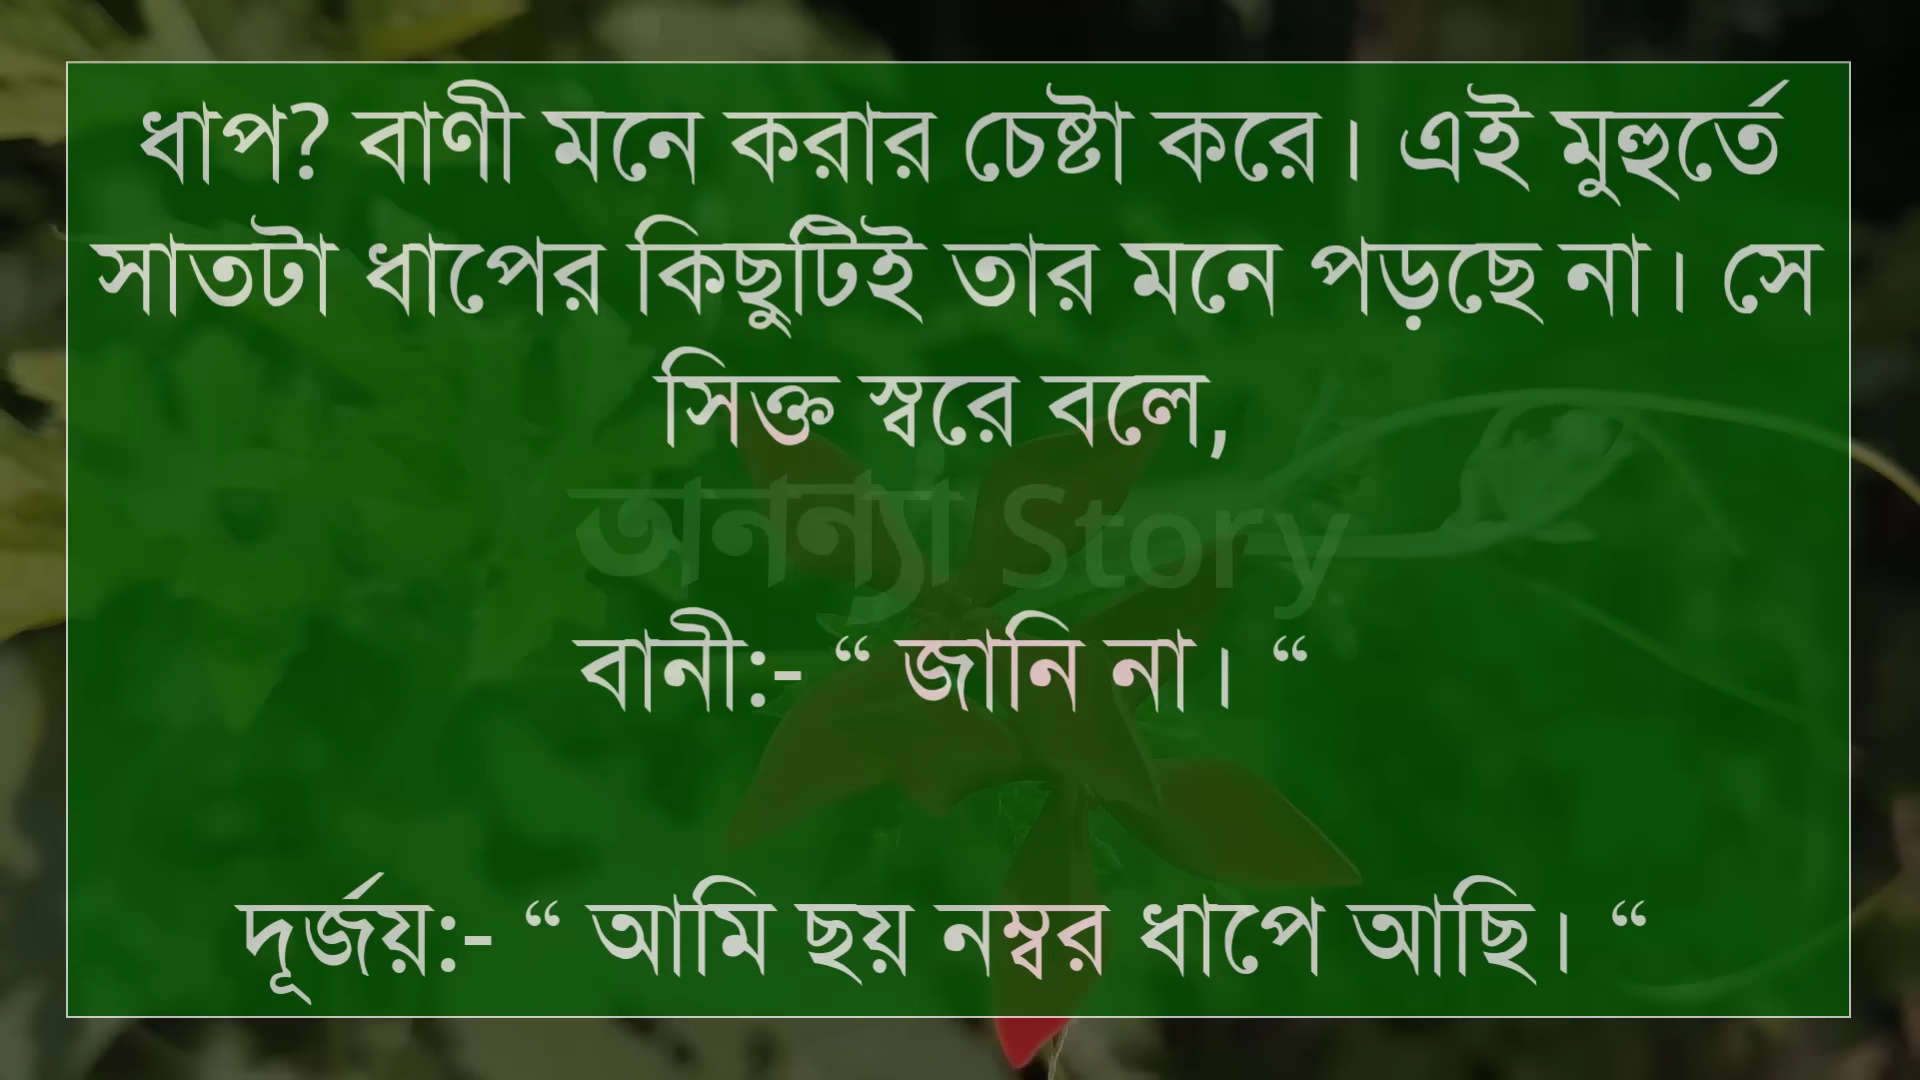 ধাপ? বাণী মনে করার চেষ্টা করে। এই মুহুর্তে
সাতটা ধাপের কিছুটিই তার মনে পড়ছে না। সে
সিক্ত স্বরে বলে,
অনন্যা Story
বানী:- “ জানি না। “
দূর্জয়:- “ আমি ছয় নম্বর ধাপে আছি। “